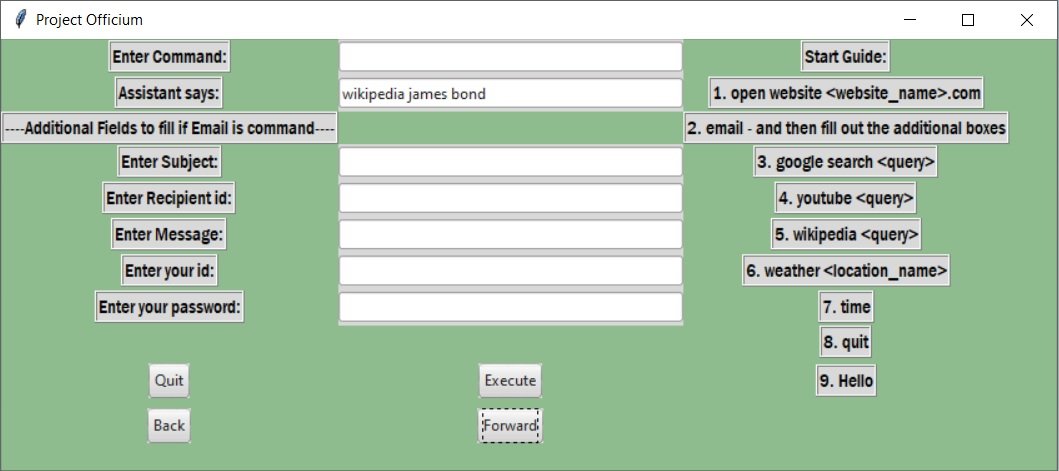 Project Officium
Enter Command:
Start Guide:
Assistant says:
wikipedia james bond
1. open website <website_name>.com
----Additional Fields to fill if Email is command----
2. email - and then fill out the additional boxes
Enter Subject:
3. google search <query>
Enter Recipient id:
4. youtube <query>
Enter Message:
5. wikipedia <query>
Enter your id:
6. weather <location_name>
Enter your password:
7. time
8. quit
Quit
Execute
9. Hello
Back
Forward